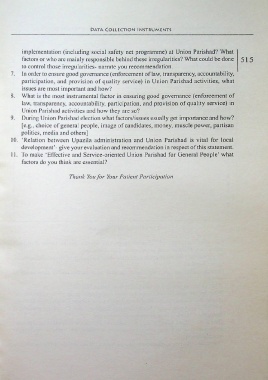 DATA COLLECTION INSTRUMENTS
515
implementation (including social safety net programme) at Union Parishad? What
factors or who are mainly responsible behind these irregularities? What could be done
to control those irregularities- narrate you recommendation.
7. In order to ensure good governance (enforcement of law, transparency, accountability,
participation, and provision of quality service) in Union Parishad activities, what
issues are most important and how?
8. What is the most instrumental factor in ensuring good governance (enforcement of
law, transparency, accountability, participation, and provision of quality service) in
Union Parishad activities and how they are so?
9. During Union Parishad election what factors/issues usually get importance and how?
[e.g., choice of general people, image of candidates, money, muscle power, partisan
politics, media and others]
10. 'Relation between Upazila administration and Union Parishad is vital for local
development'- give your evaluation and recommendation in respect of this statement.
11. To make 'Effective and Service-oriented Union Parishad for General People' what
factors do you think are essential?
Thank You for Your Patient Participation